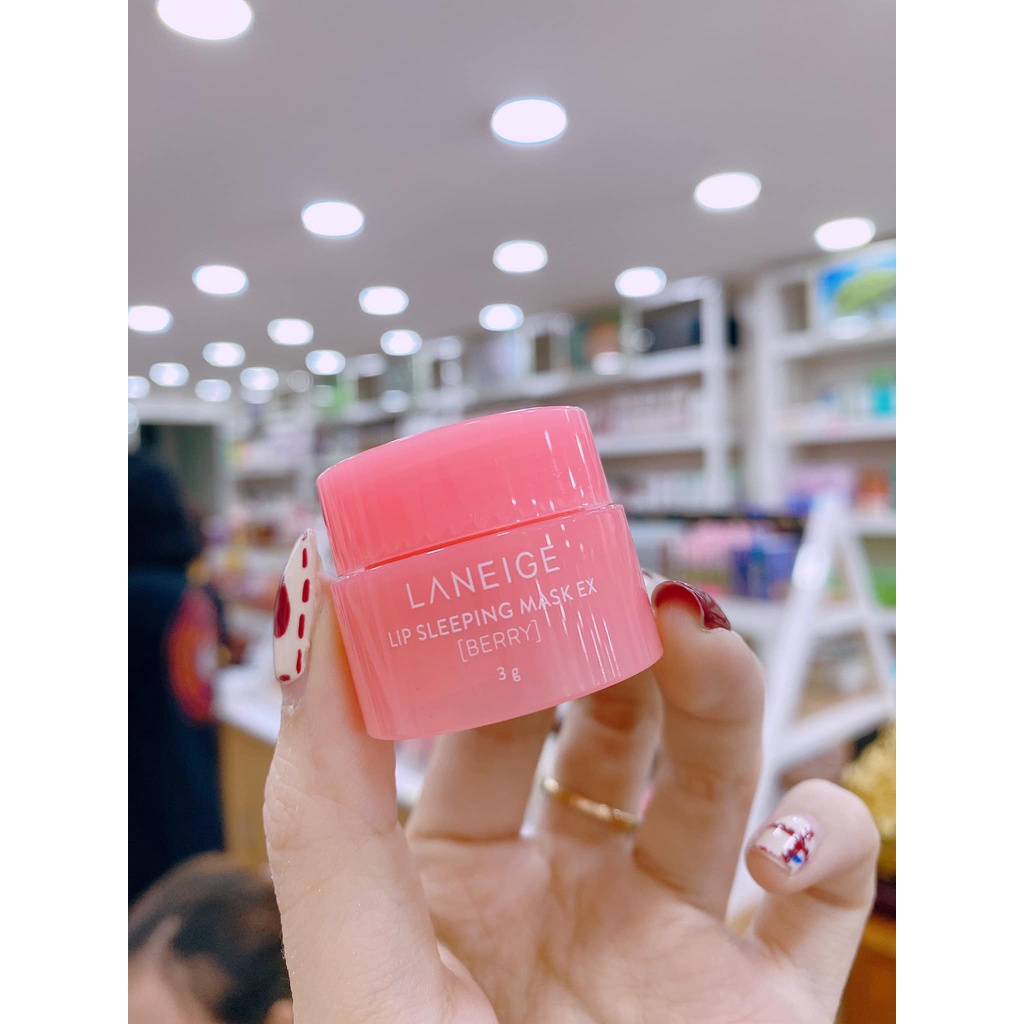 LANEIGE
LIP SLEEPING MASK EX
[BERRY]
3 g